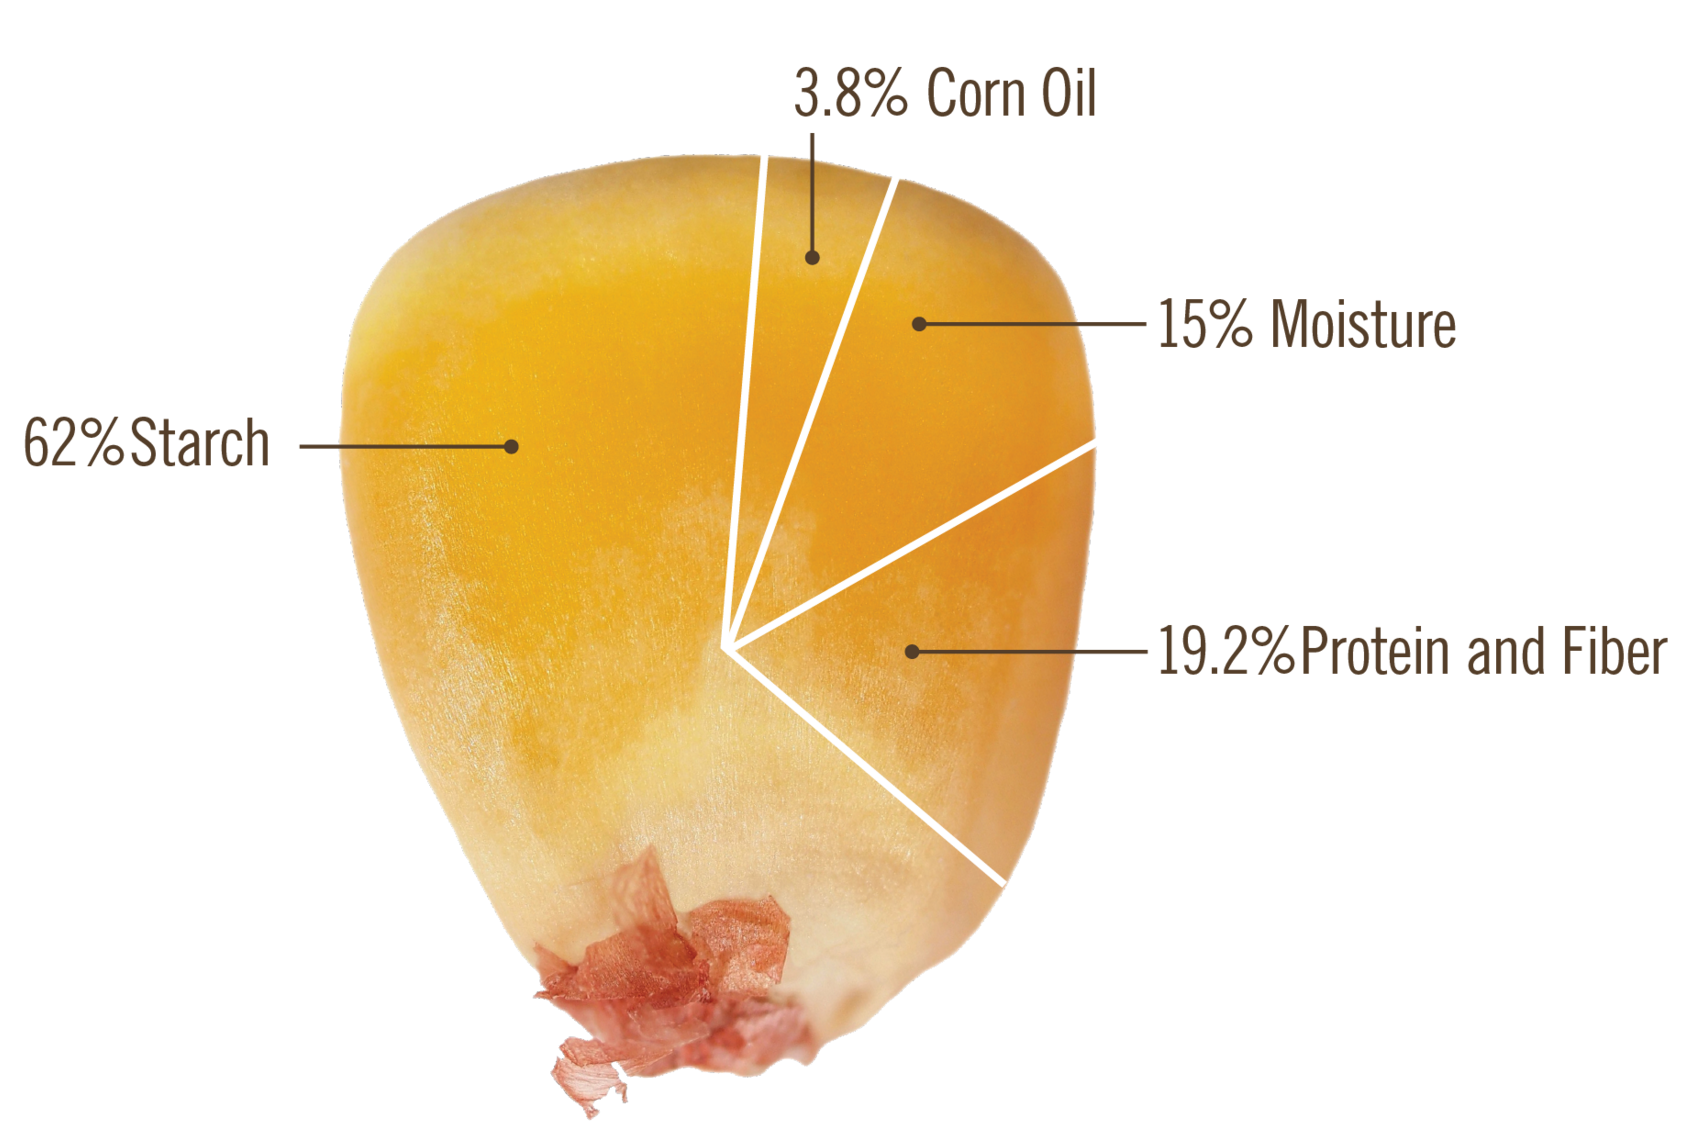 3.8% Corn Oil
15% Moisture
62%Starch
19.2%Protein and Fiber